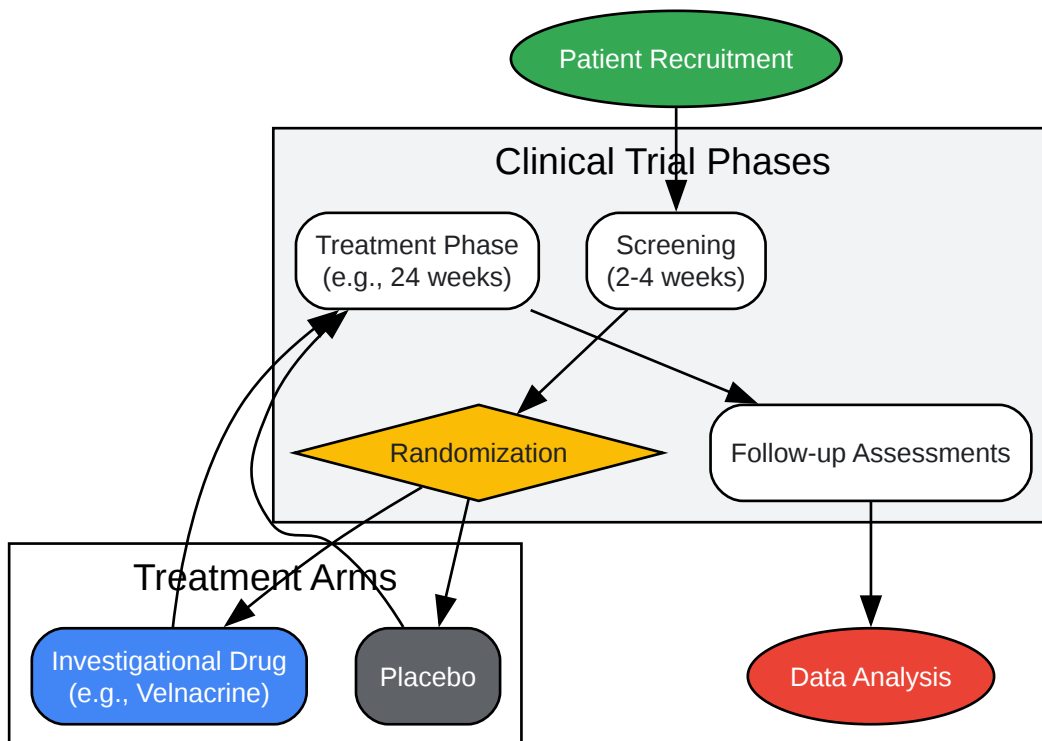 Patient Recruitment
Clinical Trial Phases
Treatment Phase
(e.g., 24 weeks)
Screening
(2-4 weeks)
Randomization
Follow-up Assessments
Treatment Arms
Investigational Drug
(e.g., Velnacrine)
Placebo
Data Analysis